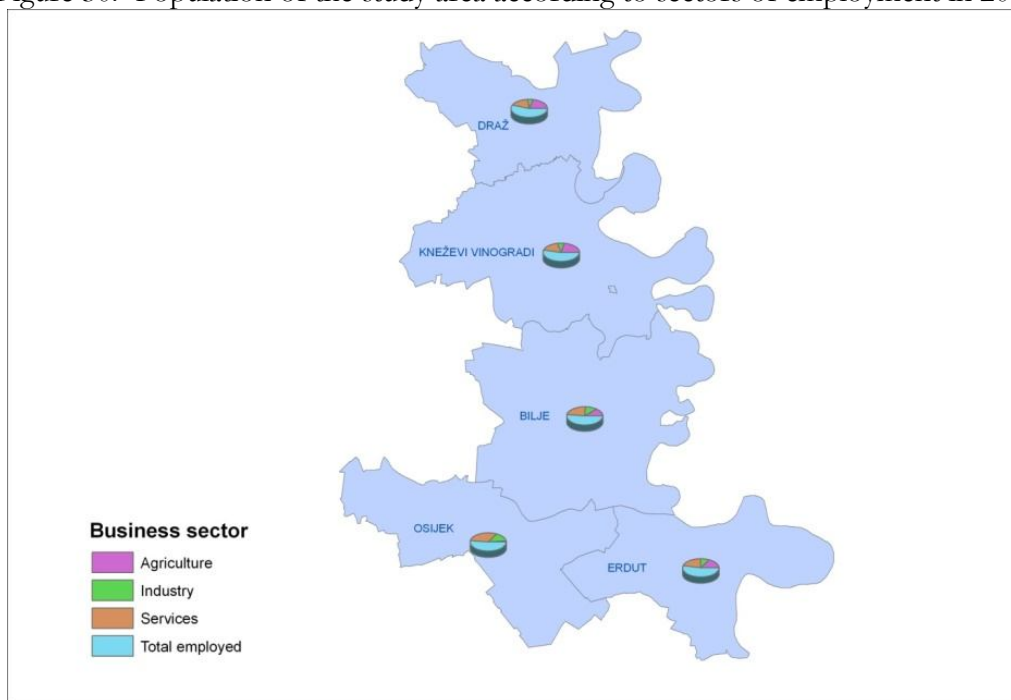 Population of the study area according to sectors of employment in
DRAŽ
KNEŽEVI VINOGRADI
BILJE
OSIJEK
ERDUT
Business sector
Agriculture
Industry
Services
Total employed